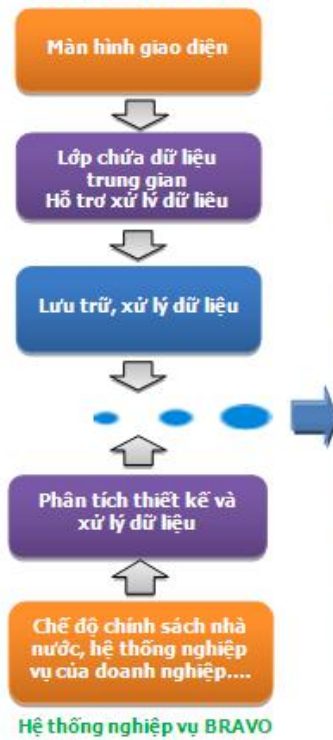 Màn hình giao diện
Lớp chứa dữ liệu
trung gian
Hỗ trợ xử lý dữ liêu
Lưu trữ, xử lý dữ liệu
Phân tích thiết kế và
xử lý dữ liệu
Chế độ chính sách nhà
nước, hệ thống nghiệp
vụ của doanh nghiệp....
Hệ thống nghiệp vụ BRAVO